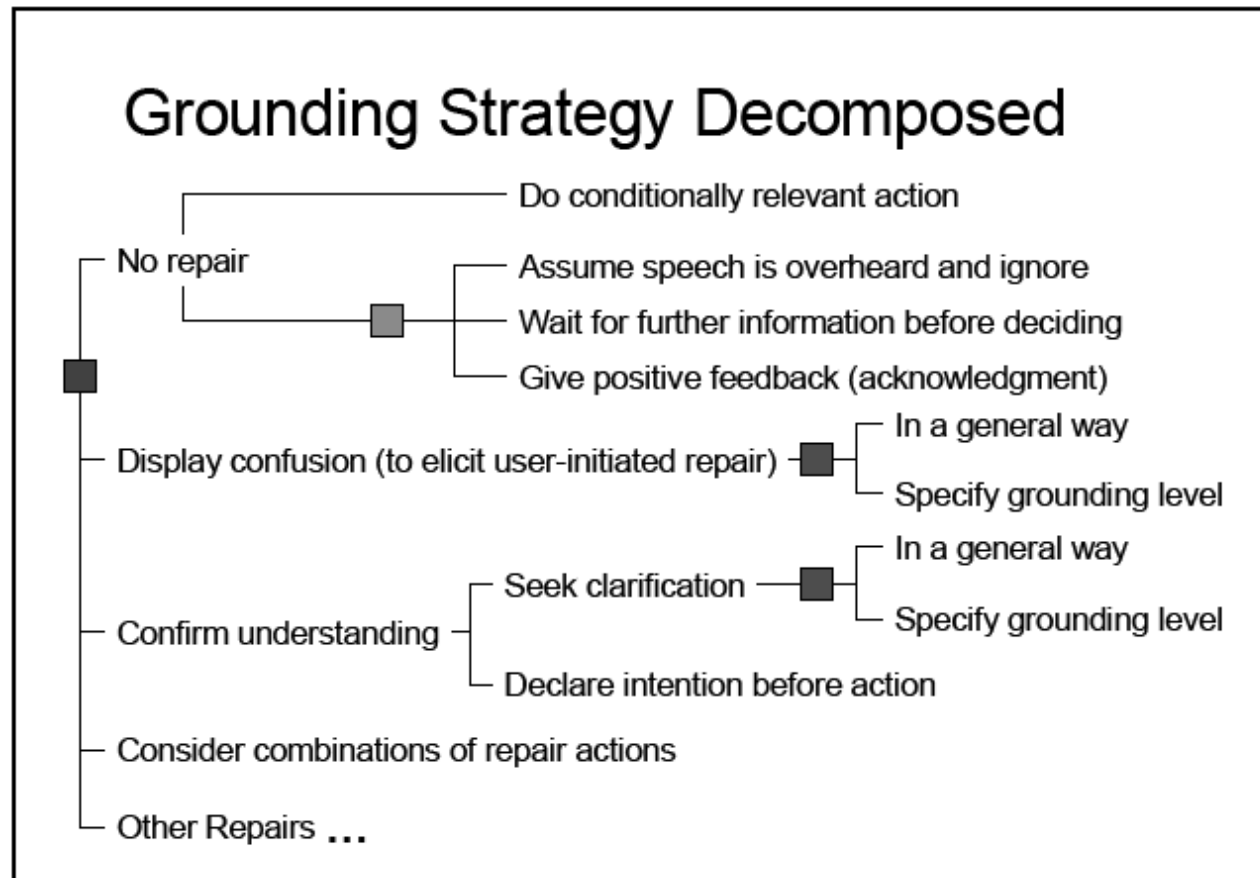 Grounding Strategy Decomposed
Do conditionally relevant action
No repair
Assume speech is overheard and ignore
Wait for further information before deciding
Give positive feedback (acknowledgment)
In a general way
Display confusion (to elicit user-initiated repair)
Specify grounding level
In a general way
Seek clarification
Specify grounding level
Confirm understanding
Declare intention before action
Consider combinations of repair actions
Other Repairs ...